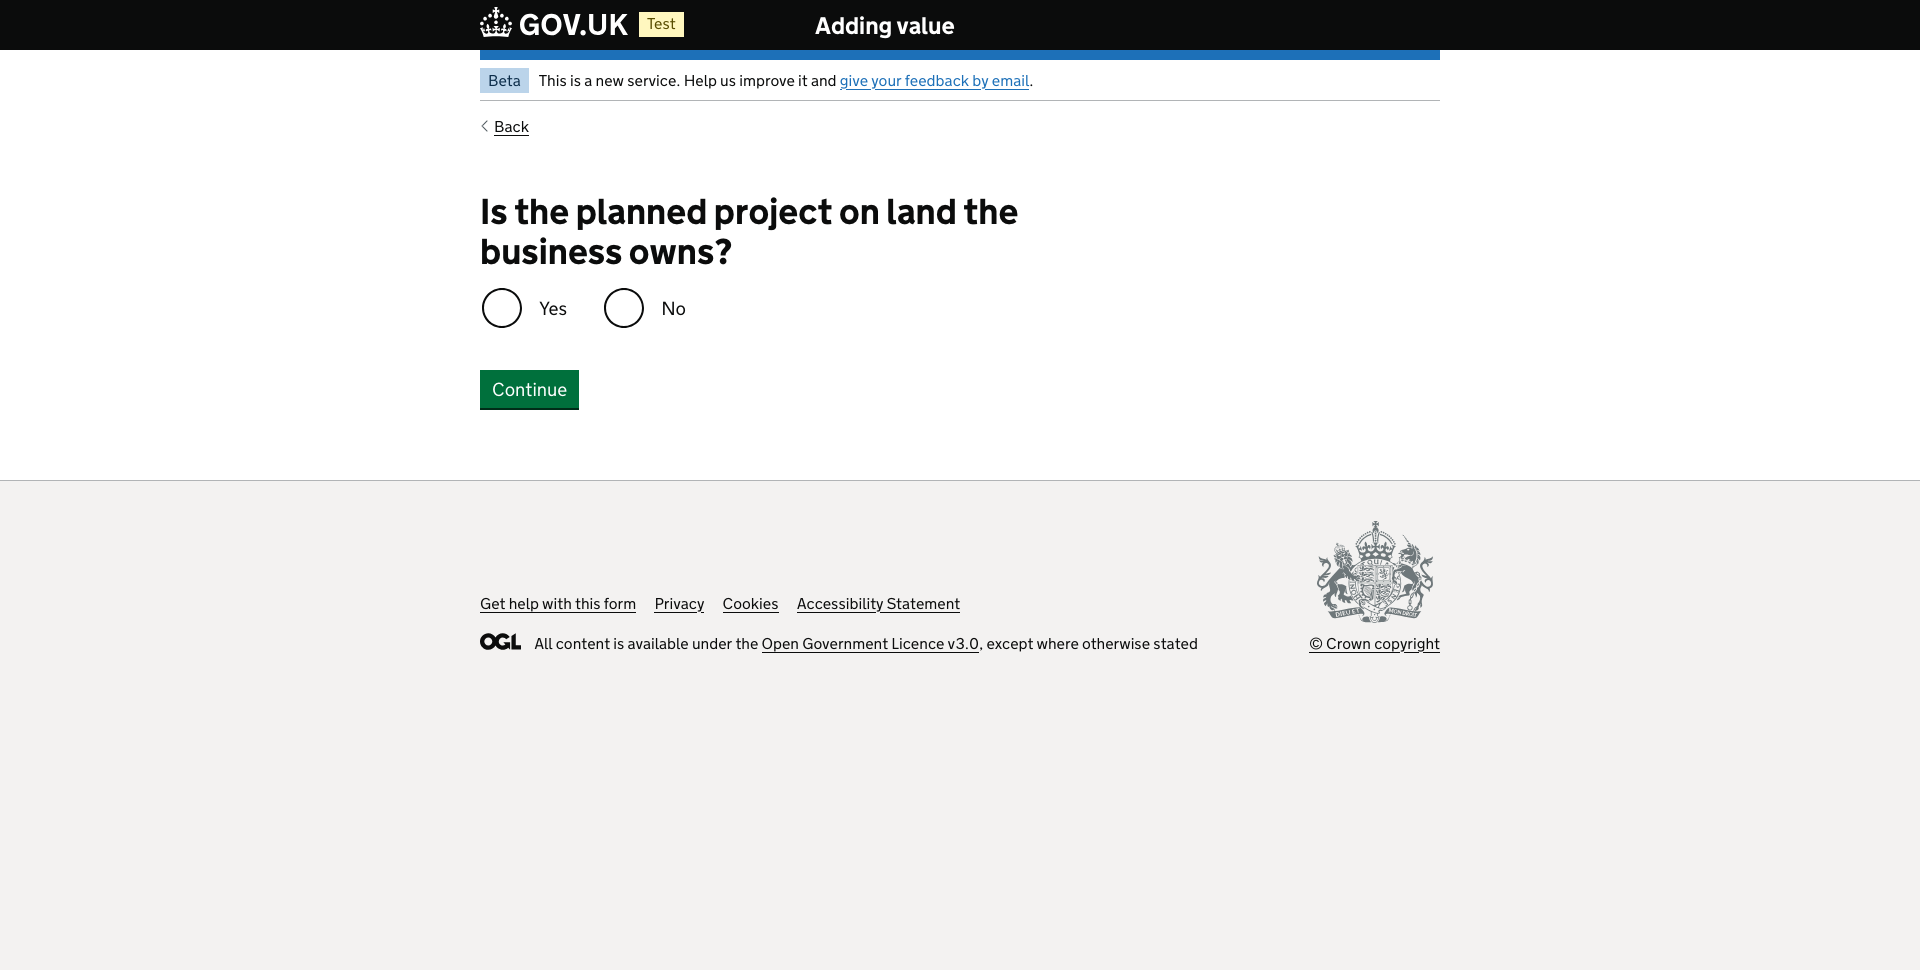 GOV.UK Test Adding value
Beta This is a new service. Help us improve it and give your feedback by email.
Back
Is the planned project on land the
business owns?
Yes No
Continue
Get help with this form Privacy Cookies Accessibility Statement
OGL All content is available under the Open Government Licence v3.0, except where otherwise stated
© Crown copyright